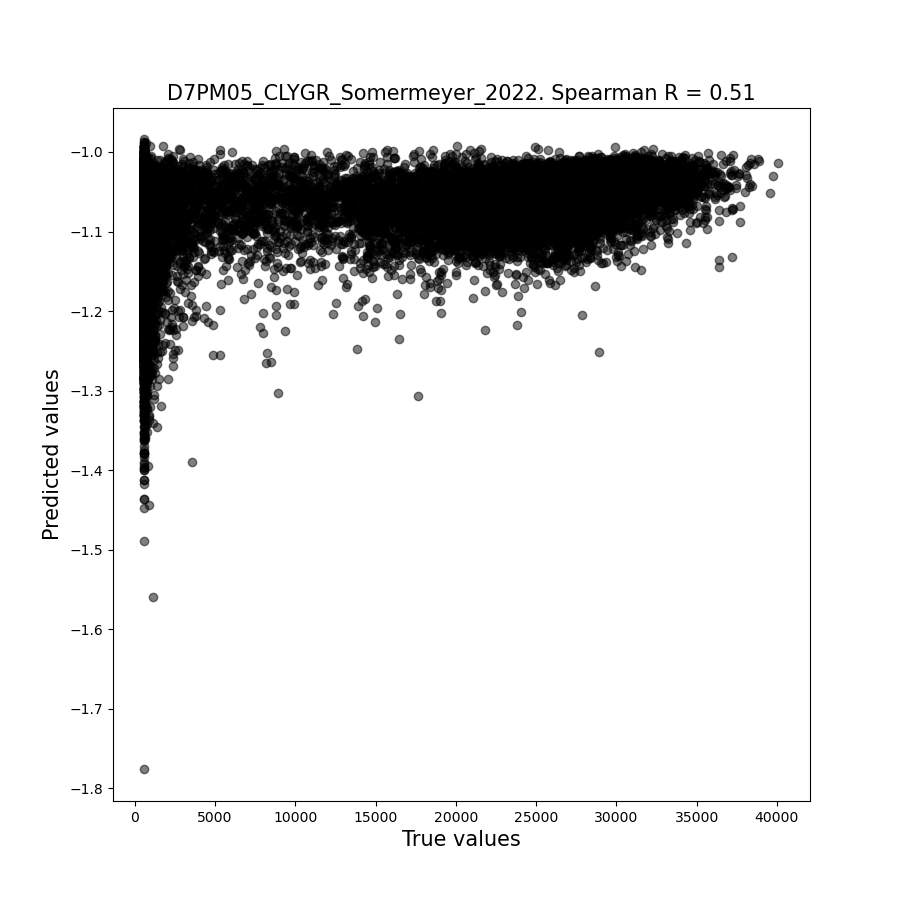 D7PM05_CLYGR_Somermeyer_2022. Spearman R = 0.51
−1.0
−1.1
−1.2
−1.3
−1.4
−1.5
−1.6
−1.7
−1.8
Predicted values
0 5000 10000 15000 20000 25000 30000 35000 40000
True values